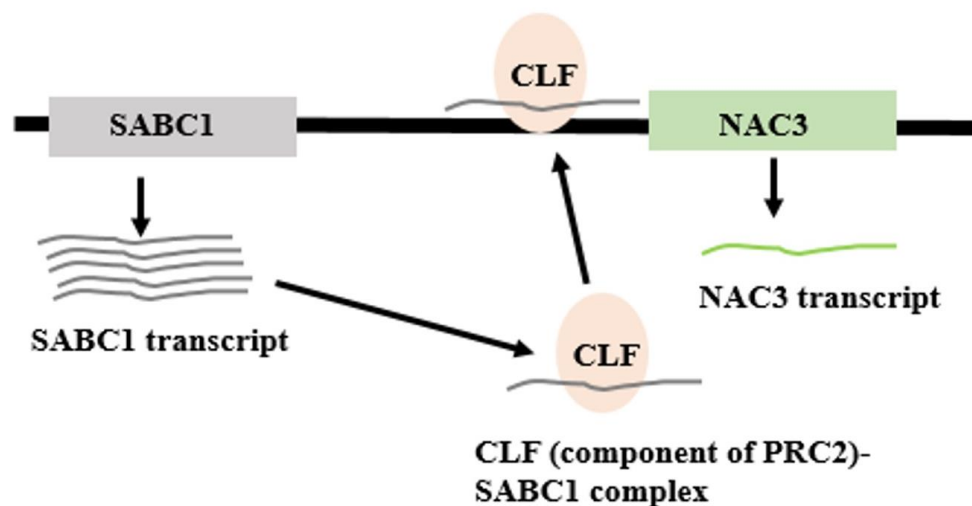 CLF
SABC1
NAC3
SABC1 transcript
NAC3 transcript
CLF
CLF (component of PRC2)-
SABC1 complex